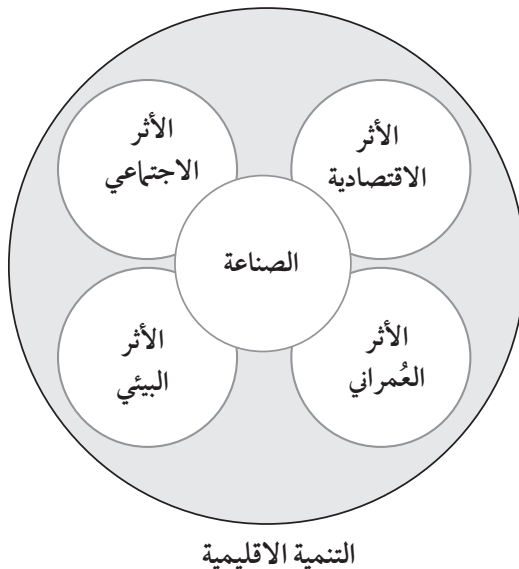 الأثر
الاقتصادية
الأثر
الاجتماعي
الصناعة
الأثر
العُمراني
الأثر
البيئي
التنمية الاقليمية